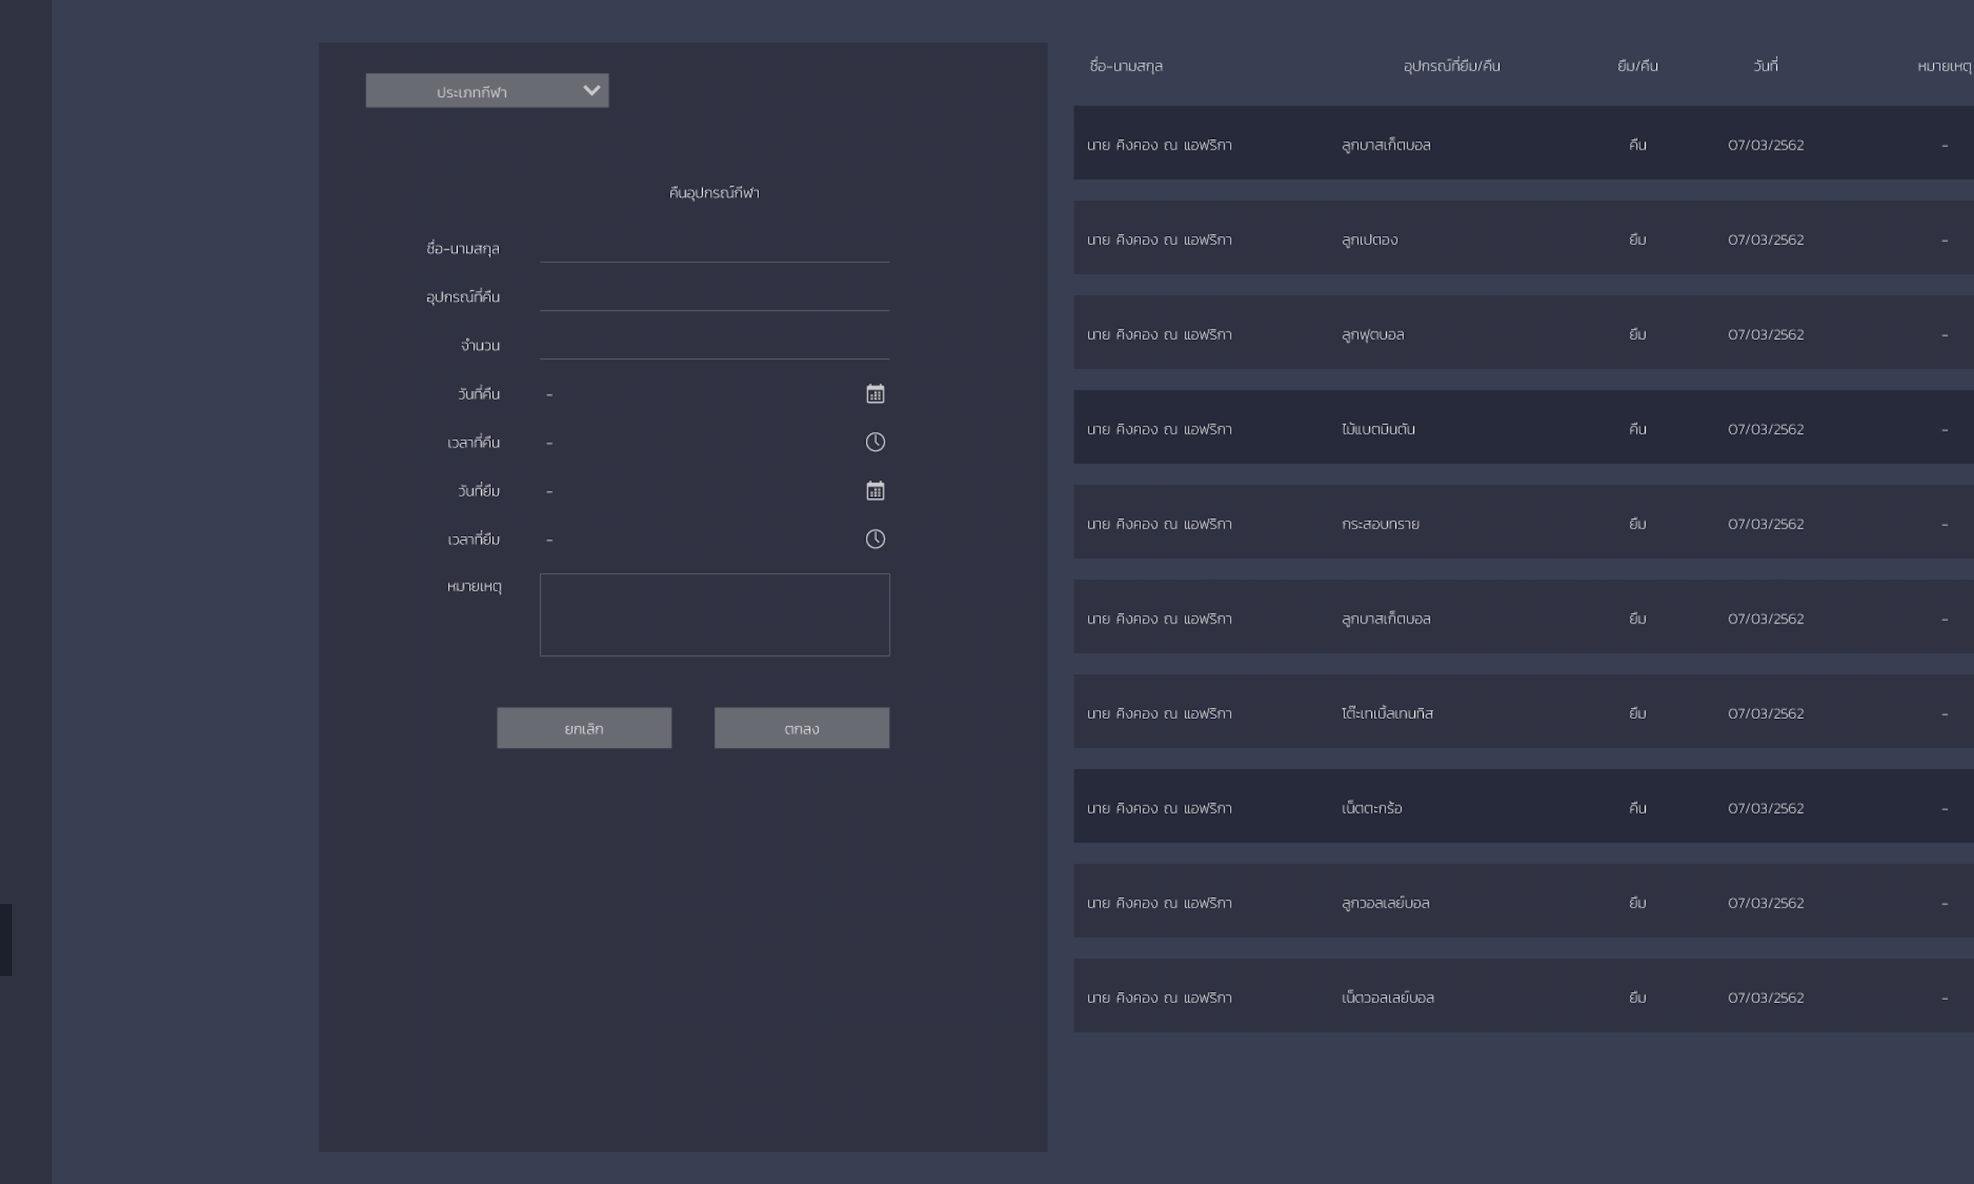 ประเภทกีฬา
คืนอุปกรณ์กีฬา
ชื่อ-นามสกุล
อุปกรณ์ที่คืน
จำนวน
วันที่คืน -
เวลาที่คืน -
วันที่ยืม -
เวลาที่ยืม -
หมายเหตุ
ยกเลิก ตกลง
ชื่อ-นามสกุล อุปกรณ์ที่ยืม/คืน ยืม/คืน วันที่ หมายเหตุ
นาย คิงคอง ณ แอฟริกา ลูกบาสเก็ตบอล คืน 07/03/2562 -
นาย คิงคอง ณ แอฟริกา ลูกเปตอง ยืม 07/03/2562 -
นาย คิงคอง ณ แอฟริกา ลูกฟุตบอล ยืม 07/03/2562 -
นาย คิงคอง ณ แอฟริกา ไม้แบตมินตัน คืน 07/03/2562 -
นาย คิงคอง ณ แอฟริกา กระสอบทราย ยืม 07/03/2562 -
นาย คิงคอง ณ แอฟริกา ลูกบาสเก็ตบอล ยืม 07/03/2562 -
นาย คิงคอง ณ แอฟริกา โต๊ะเทเบิ้ลเทนทิส ยืม 07/03/2562 -
นาย คิงคอง ณ แอฟริกา เน็ตตะกร้อ คืน 07/03/2562 -
นาย คิงคอง ณ แอฟริกา ลูกวอลเลย์บอล ยืม 07/03/2562 -
นาย คิงคอง ณ แอฟริกา เน็ตวอลเลย์บอล ยืม 07/03/2562 -